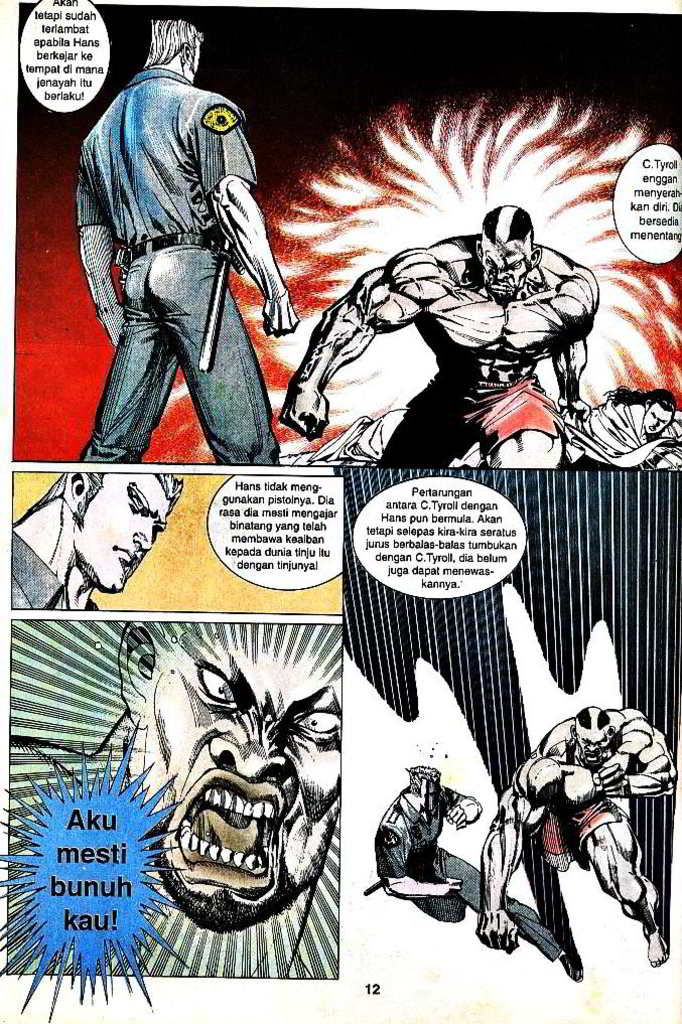 Akan
tetapi sudah
terlambat
apabila Hans
berkejar ke
tempat di mana
jenayah itu
berlaku!
C.Tyroll
enggan
menyerah-
kan diri. Dia
bersedia
menentang
Hans tidak meng-
gunakan pistolnya. Dia
rasa dia mesti mengajar
binatang yang telah
membawa keaiban
kepada dunia tinju itu
dengan tinjunya!
Pertarungan
antara C.Tyroll dengan
Hans pun bermula. Akan
tetapi selepas kira-kira seratus
jurus berbalas-balas tumbukan
dengan C.Tyroll, dia belum
juga dapat menewas-
kannya.
Aku
mesti
bunuh
kau!
12